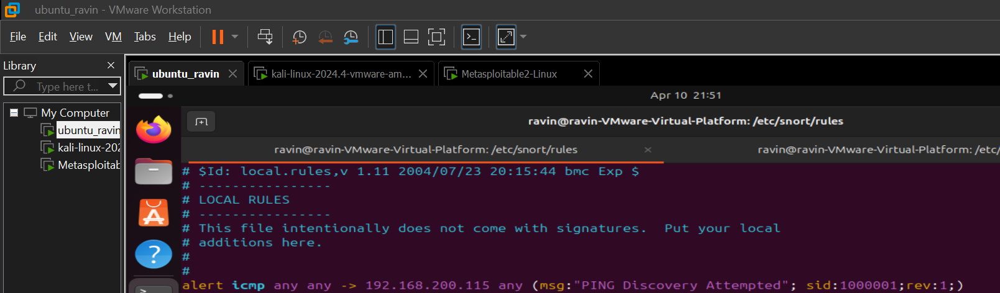 ubuntu_ravin - VMware Workstation
File Edit View VM Tabs Help
Library
Type here t...
ubuntu_ravin
kali-linux-2024.4-vmware-am...
Metasploitable2-Linux
My Computer
ubuntu_ravin
kali-linux-202
Metasploitab
Apr 10 21:51
ravin@ravin-VMware-Virtual-Platform: /etc/snort/rules
ravin@ravin-VMware-Virtual-Platform: /etc/snort/rules
ravin@ravin-VMware-Virtual-Platform: /etc/
# $Id: local.rules,v 1.11 2004/07/23 20:15:44 bmc Exp $
# ----------------
# LOCAL RULES
# ----------------
# This file intentionally does not come with signatures.  Put your local
# additions here.
#
#
alert icmp any any -> 192.168.200.115 any (msg:"PING Discovery Attempted"; sid:1000001;rev:1;)